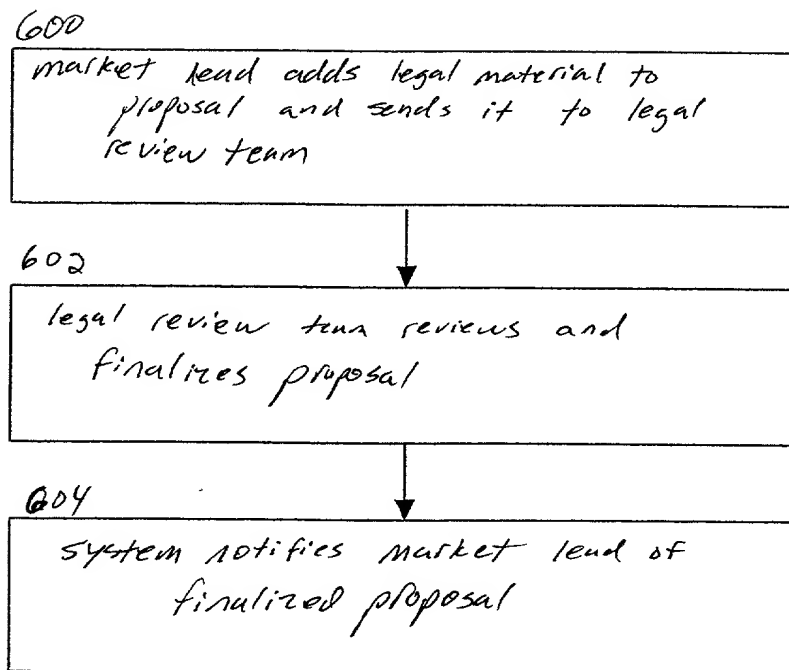 600
market lead adds legal material to
proposal and sends it to legal
review team
602
legal review team reviews and
finalizes proposal
604
system notifies market lead of
finalized proposal